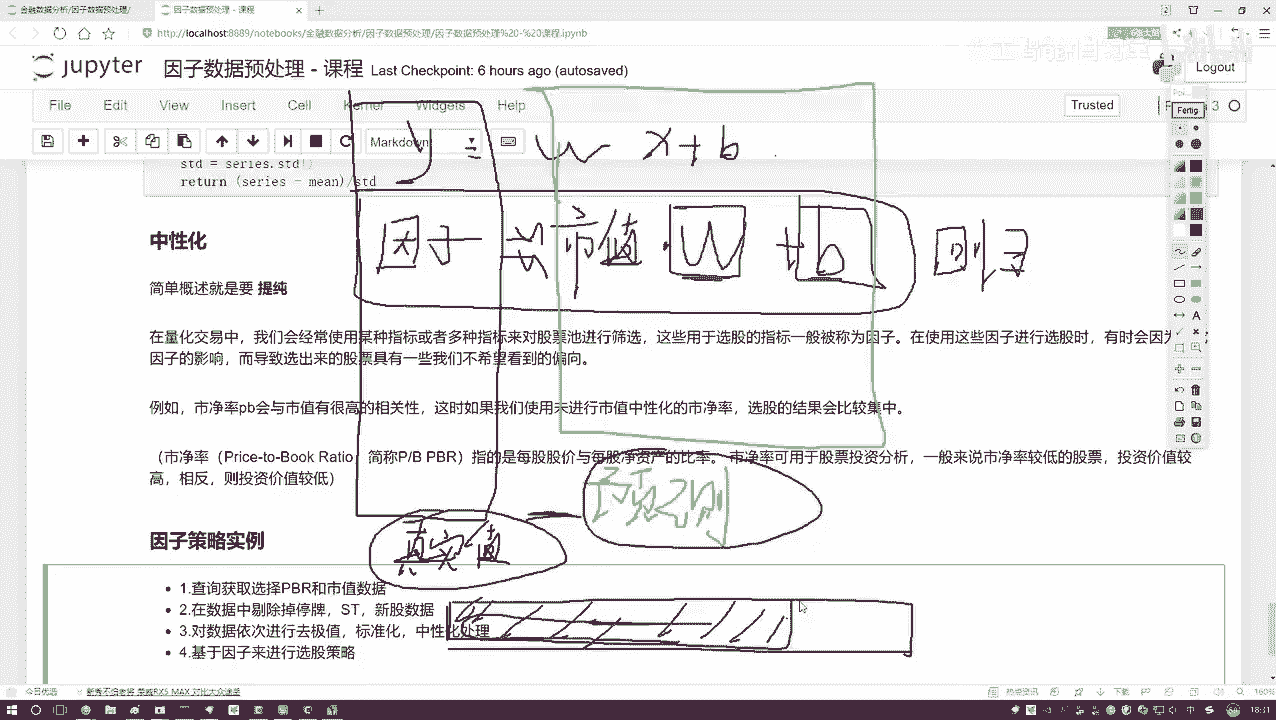 金融数据分析/因子数据预处理/
因子数据预处理 - 课程
http://localhost:8889/notebooks/金融数据分析/因子数据预处理/因子数据预处理%20-%20课程.ipynb
jupyter 因子数据预处理 - 课程 Last Checkpoint: 6 hours ago (autosaved)
Logout
File Edit View Insert Cell Kernel Widgets Help
Trusted
Fertig
Markdown
y = w x + b
std = series.std()
return (series - mean)/std
因子 市值 · W + b 回归
中性化
简单概述就是要 提纯
在量化交易中，我们会经常使用某种指标或者多种指标来对股票池进行筛选，这些用于选股的指标一般被称为因子。在使用这些因子进行选股时，有时会因为
因子的影响，而导致选出来的股票具有一些我们不希望看到的偏向。
例如，市净率pb会与市值有很高的相关性，这时如果我们使用未进行市值中性化的市净率，选股的结果会比较集中。
（市净率（Price-to-Book Ratio 简称P/B PBR）指的是每股股价与每股净资产的比率。 市净率可用于股票投资分析，一般来说市净率较低的股票，投资价值较
高，相反，则投资价值较低）
真实值 - 预测
因子策略实例
1.查询获取选择PBR和市值数据
2.在数据中剔除掉停牌，ST，新股数据
3.对数据依次进行去极值，标准化，中性化处理
4.基于因子来进行选股策略
今日优选
下载
160%
18:31